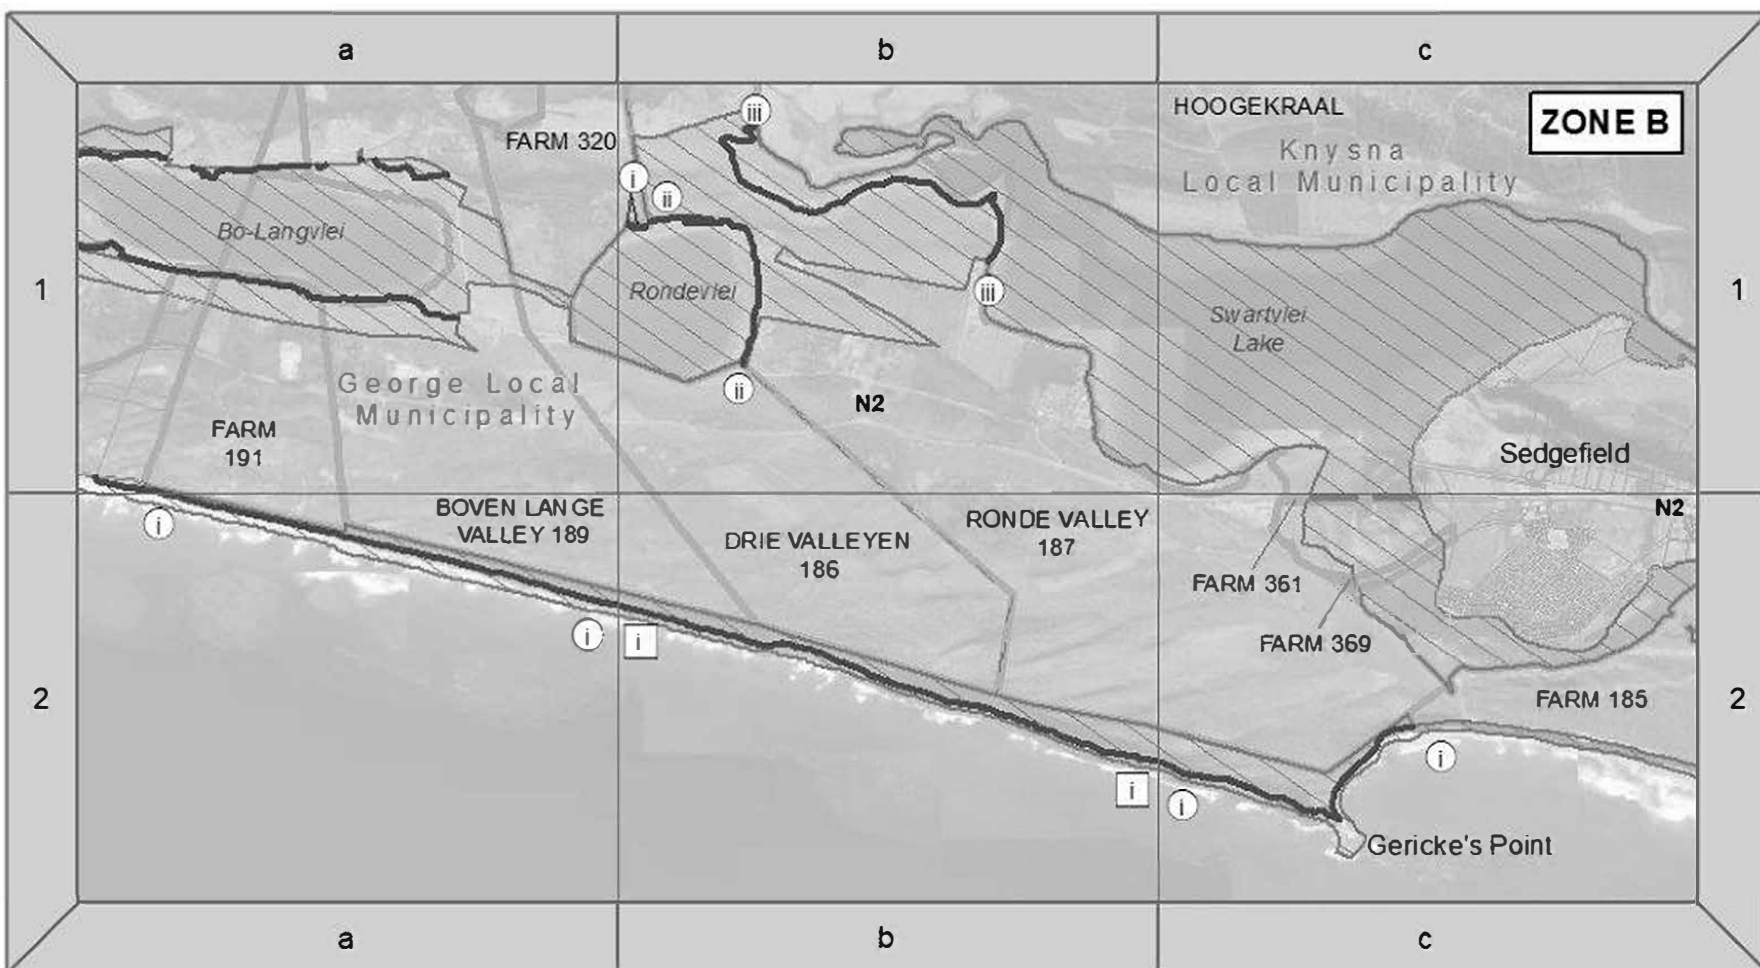 a
b
c
HOOGEKRAAL
ZONE B
iii
FARM 320
Knysna
Local Municipality
i
ii
Bo-Langvlei
1
Rondevlei
iii
Swartvlei
Lake
1
George Local
Municipality
ii
N2
FARM
191
Sedgefield
BOVEN LANGE
VALLEY 189
N2
i
RONDE VALLEY
187
DRIE VALLEYEN
186
FARM 361
i
i
FARM 369
2
FARM 185
2
i
i
i
Gericke's Point
a
b
c